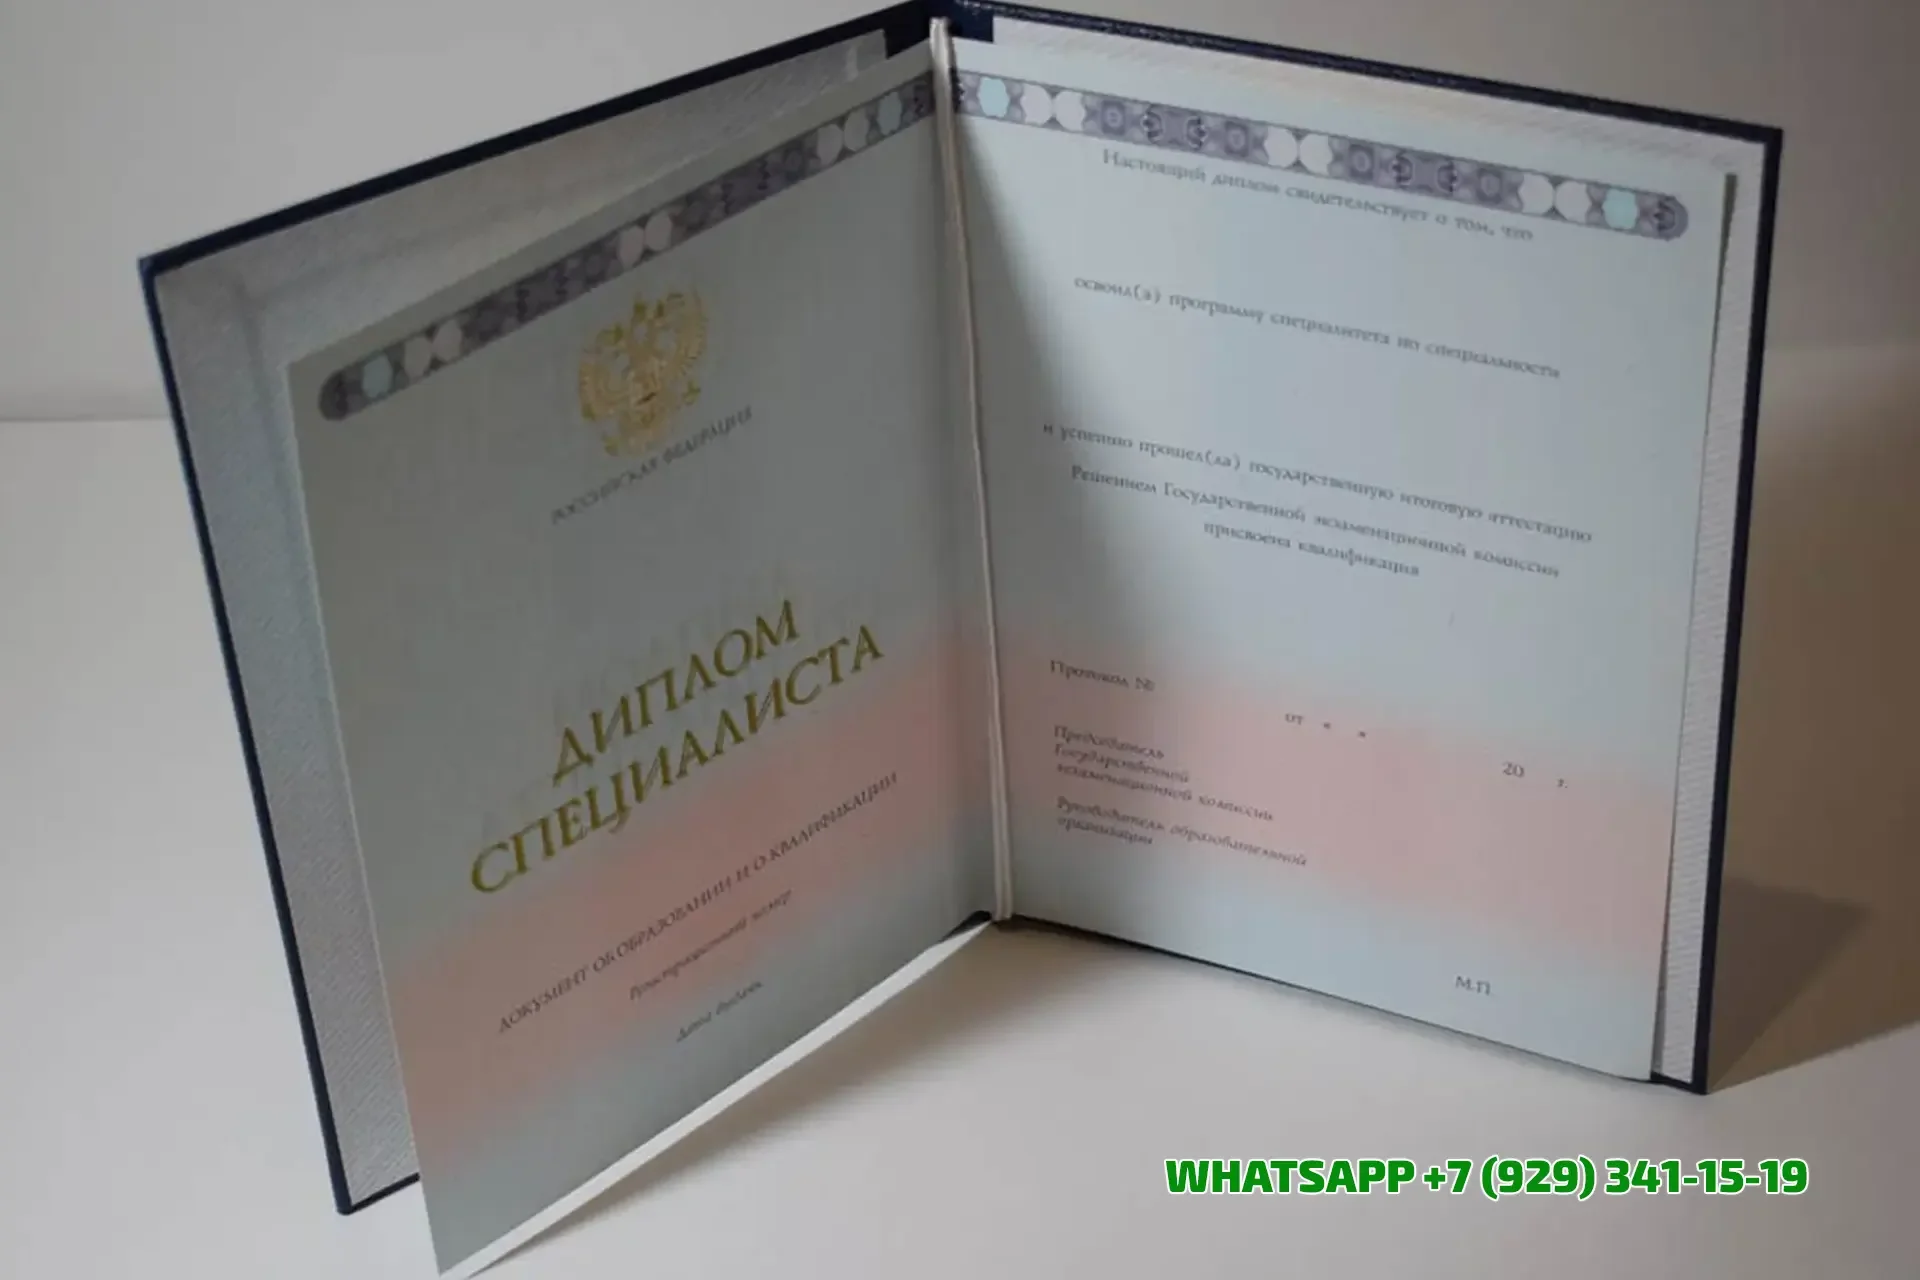 РОССИЙСКАЯ ФЕДЕРАЦИЯ
ДИПЛОМ
СПЕЦИАЛИСТА
ДОКУМЕНТ ОБ ОБРАЗОВАНИИ И О КВАЛИФИКАЦИИ
Регистрационный номер
Дата выдачи
Настоящий диплом свидетельствует о том, что
освоил(а) программу специалитета по специальности
и успешно прошел(ла) государственную итоговую аттестацию
Решением Государственной экзаменационной комиссии
присвоена квалификация
Протокол №
от « » 20 г.
Председатель
Государственной
экзаменационной комиссии
Руководитель образовательной
организации
М.П.
WHATSAPP +7 (929) 341-15-19